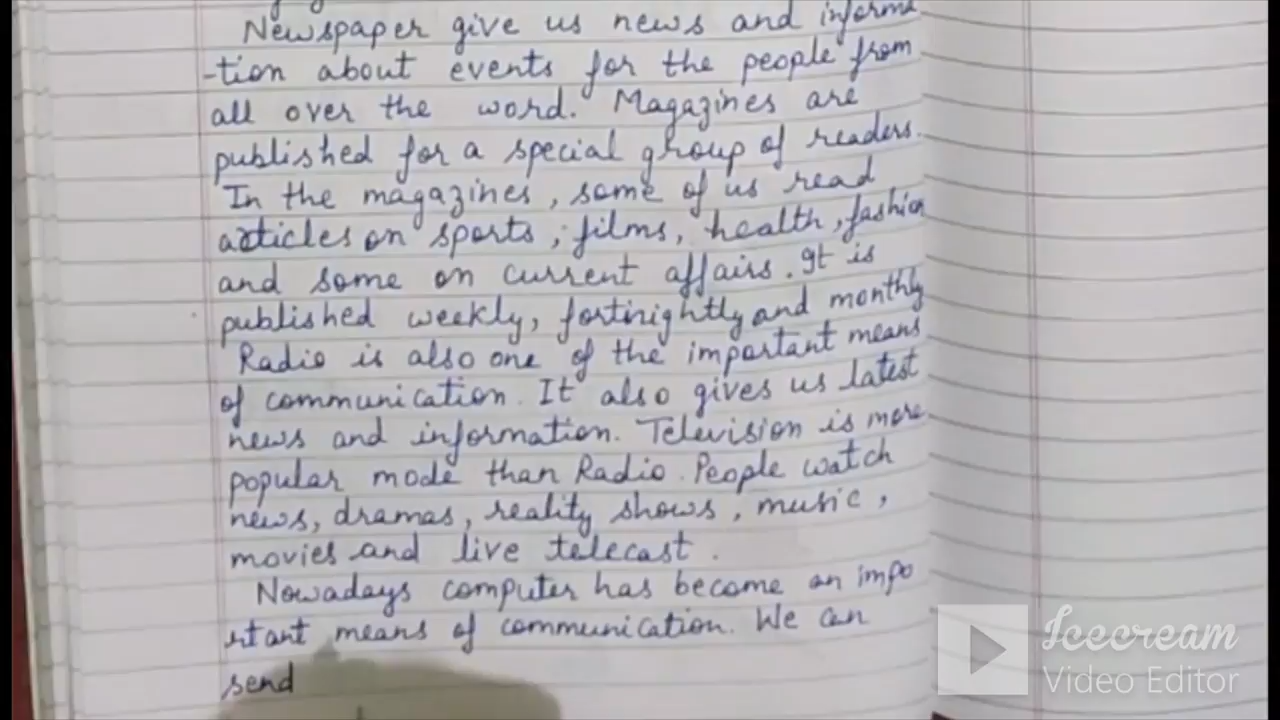 Newspaper give us news and informa
-tion about events for the people from
all over the word. Magazines are
published for a special group of readers.
In the magazines, some of us read
articles on sports, films, health, fashion
and some on current affairs. It is
published weekly, fortnightly and monthly
Radio is also one of the important means
of communication. It also gives us latest
news and information. Television is more
popular mode than Radio. People watch
news, dramas, reality shows, music,
movies and live telecast.
Nowadays computer has become an impo
rtant means of communication. We can
send
Icecream
Video Editor